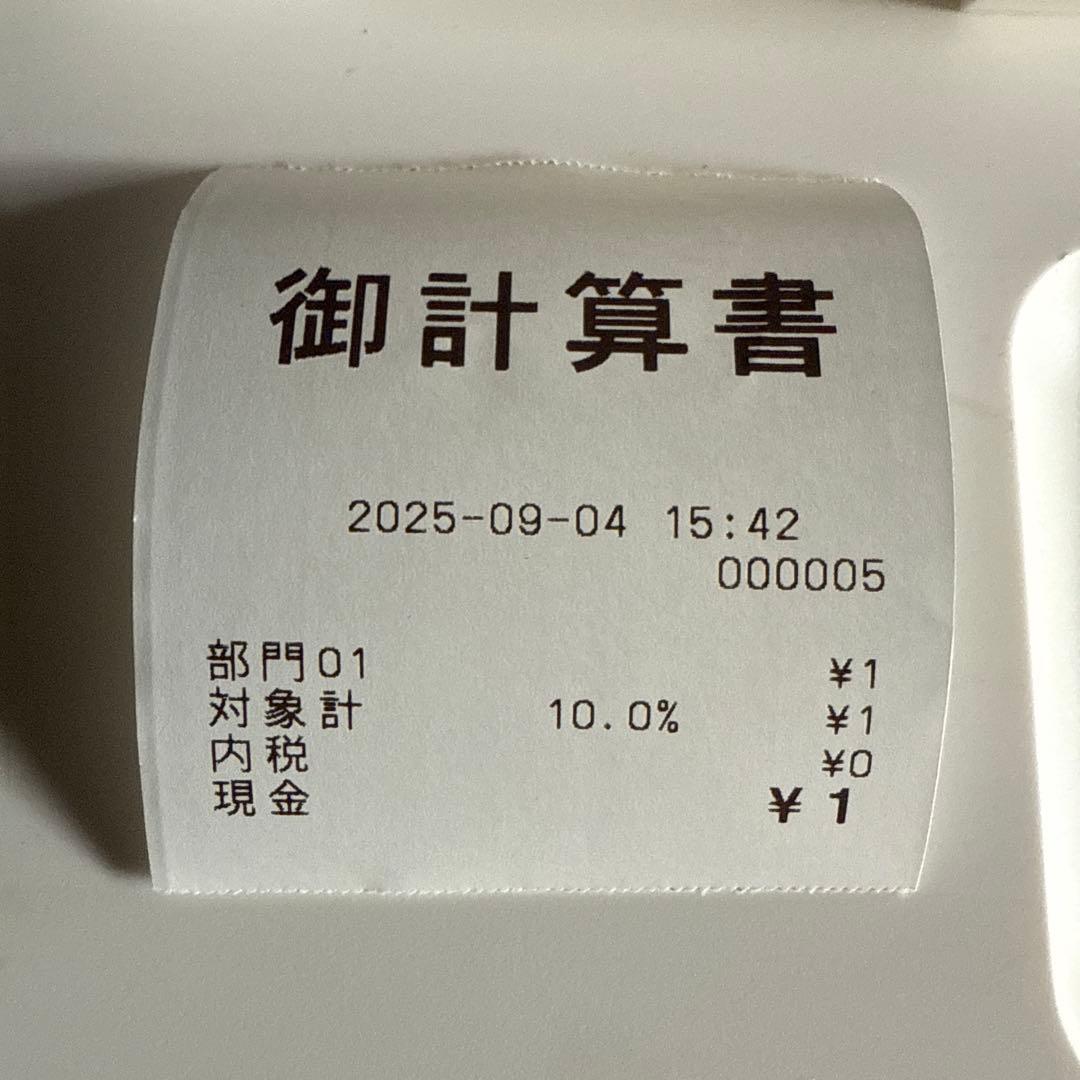 御計算書
2025-09-04 15:42
000005
部門01 ¥1
対象計 10.0% ¥1
内税 ¥0
現金 ¥1